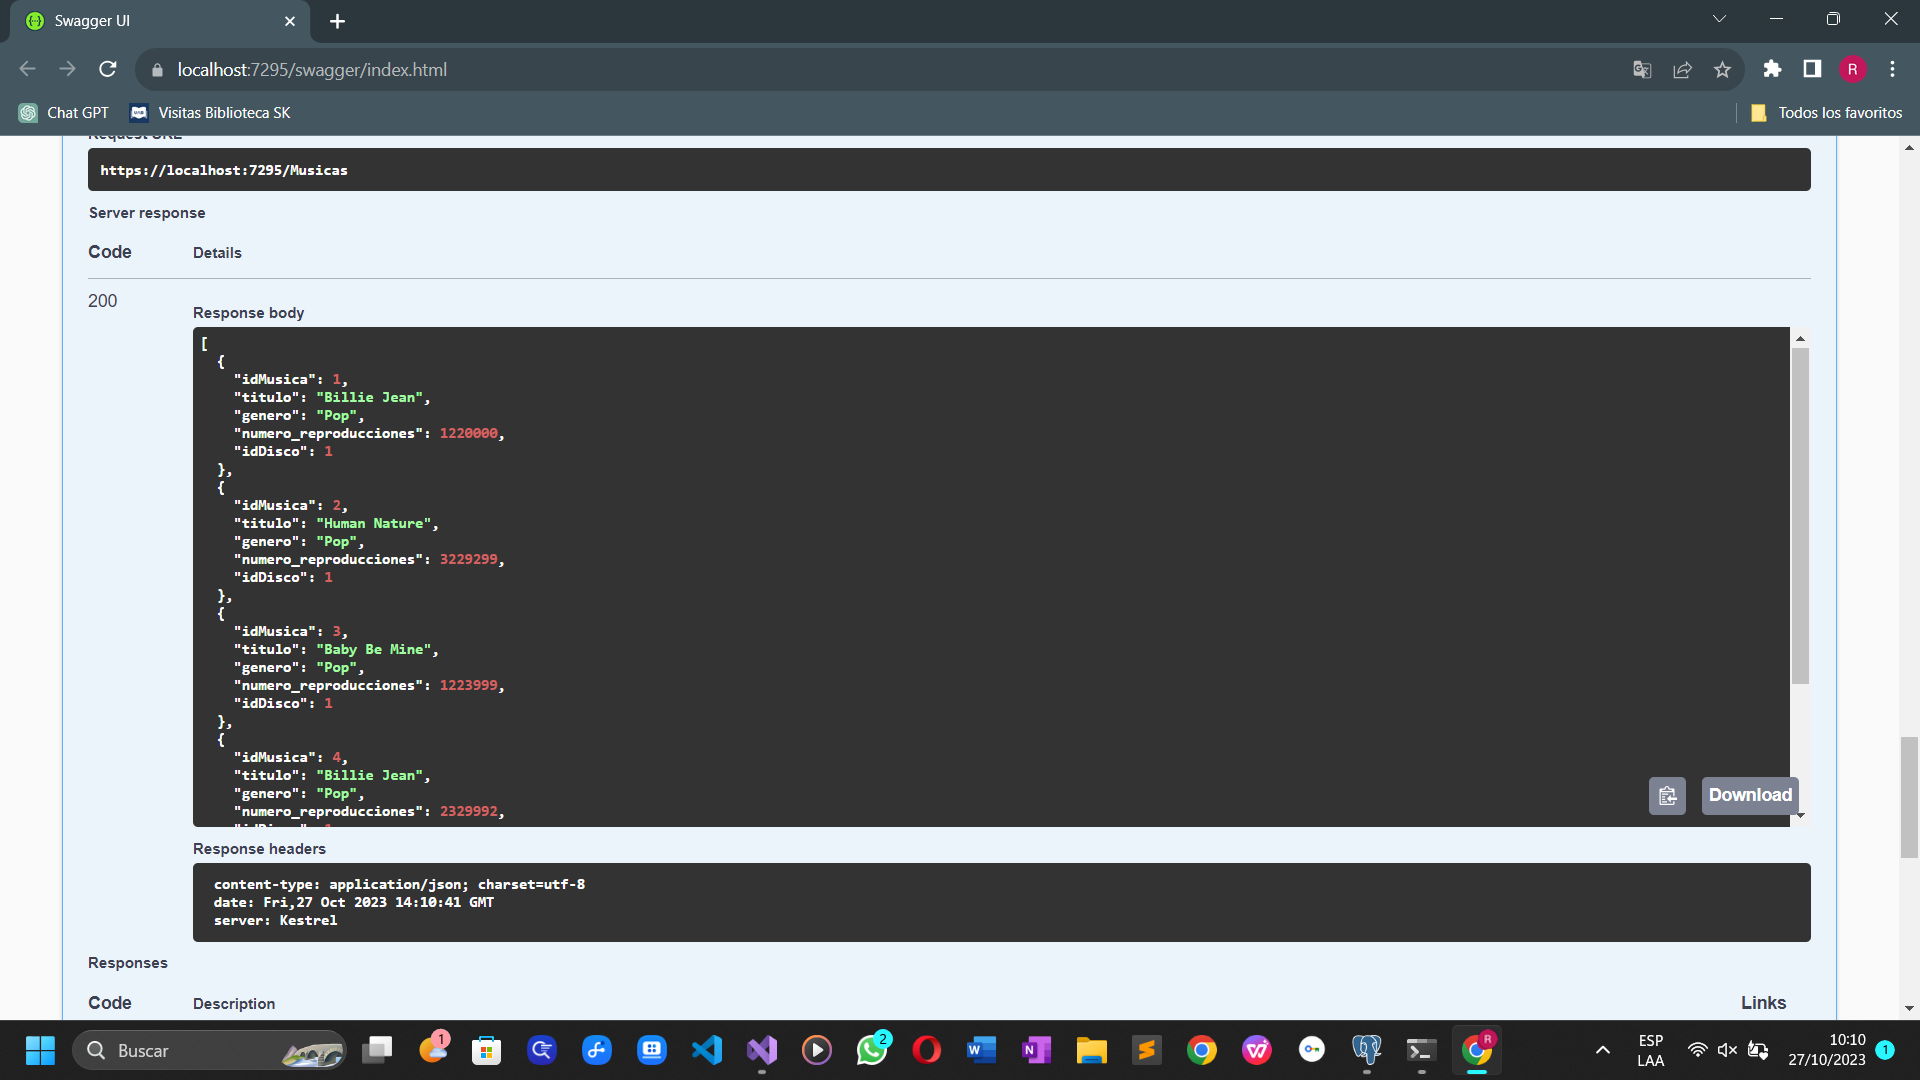 Swagger UI
localhost:7295/swagger/index.html
R
Chat GPT
Visitas Biblioteca SK
Todos los favoritos
Request URL
https://localhost:7295/Musicas
Server response
Code
Details
200
Response body
[
{
"idMusica": 1,
"titulo": "Billie Jean",
"genero": "Pop",
"numero_reproducciones": 1220000,
"idDisco": 1
},
{
"idMusica": 2,
"titulo": "Human Nature",
"genero": "Pop",
"numero_reproducciones": 3229299,
"idDisco": 1
},
{
"idMusica": 3,
"titulo": "Baby Be Mine",
"genero": "Pop",
"numero_reproducciones": 1223999,
"idDisco": 1
},
{
"idMusica": 4,
"titulo": "Billie Jean",
"genero": "Pop",
"numero_reproducciones": 2329992,
Download
Response headers
content-type: application/json; charset=utf-8
date: Fri,27 Oct 2023 14:10:41 GMT
server: Kestrel
Responses
Code
Description
Links
Buscar
1
2
R
ESP
LAA
10:10
27/10/2023
1